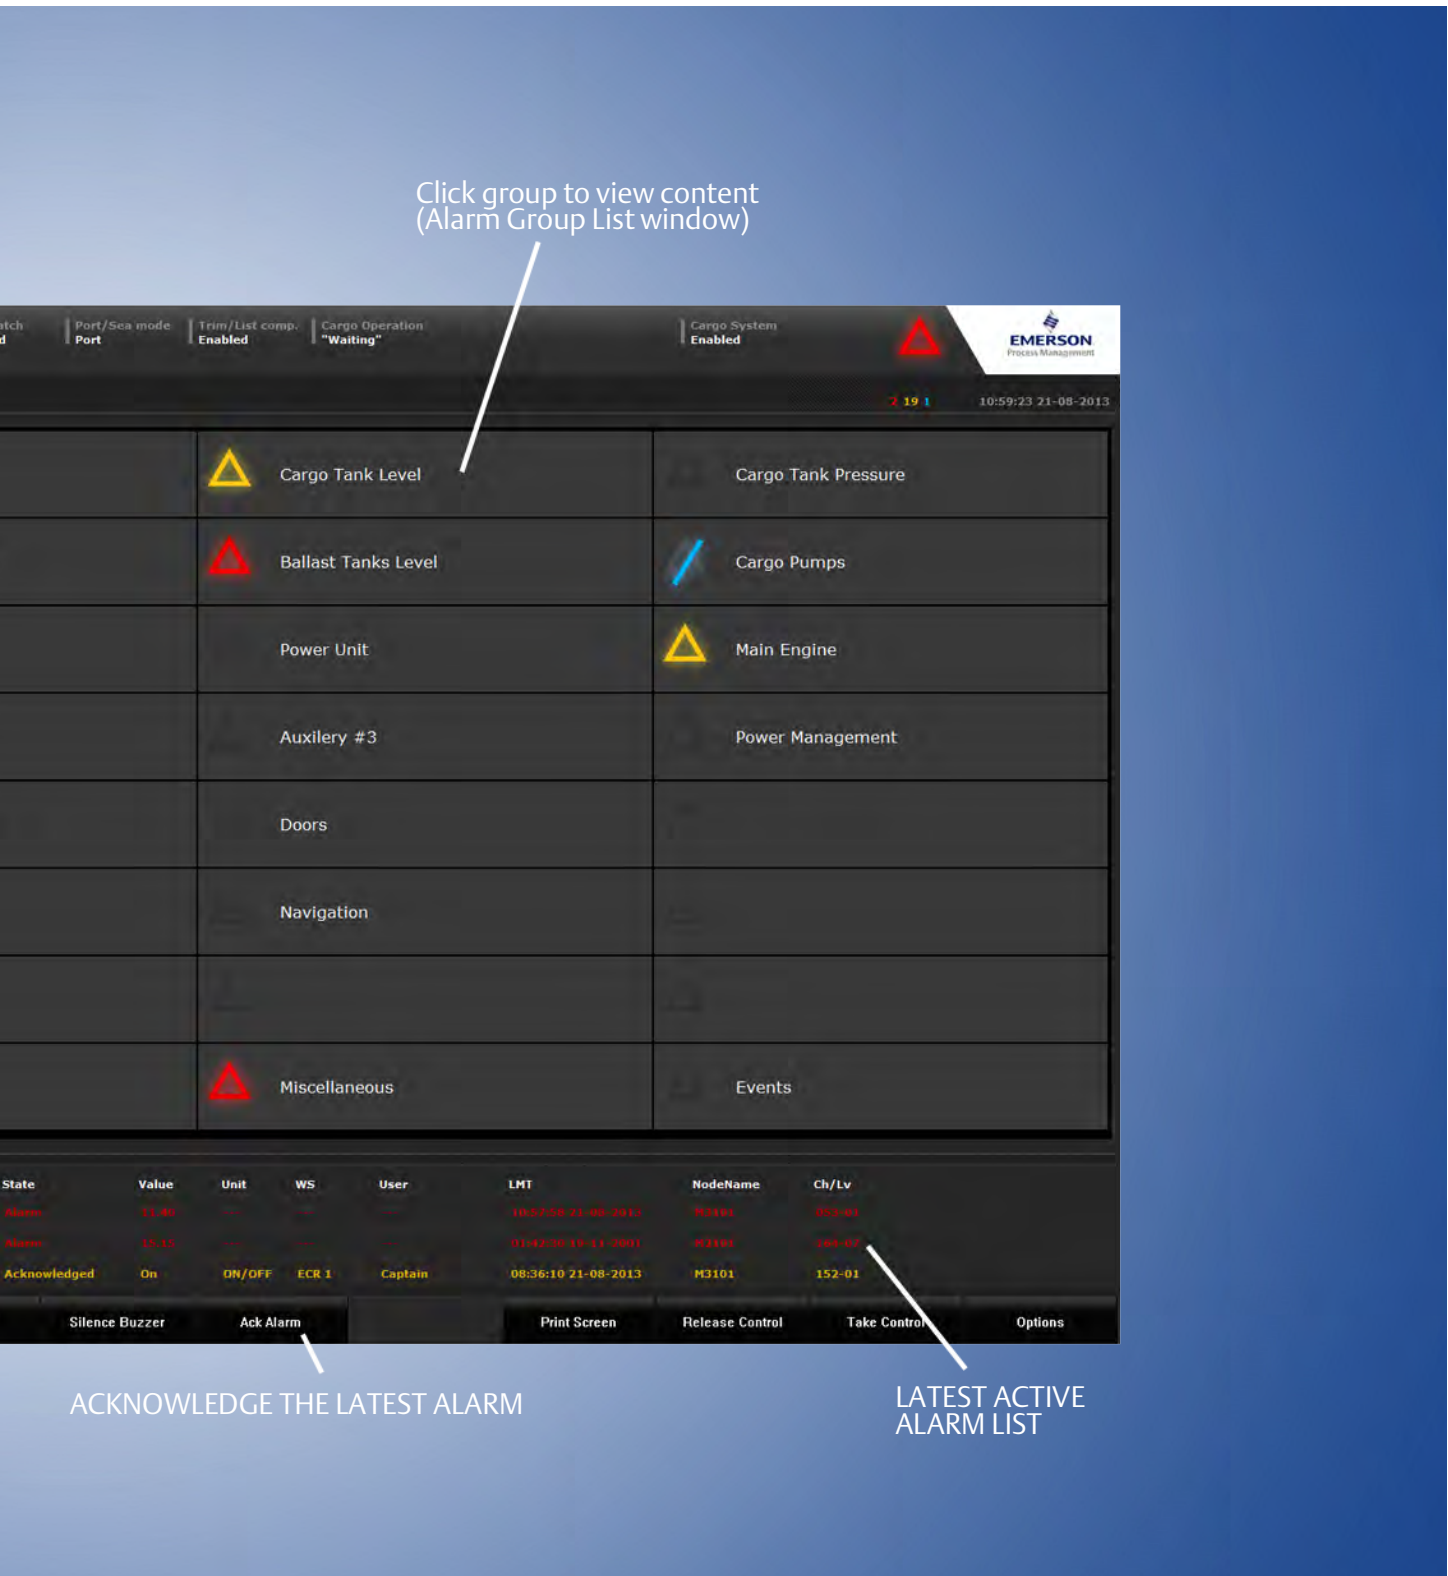 Click group to view content
(Alarm Group List window)
Port/Sea mode Trim/List comp. Cargo Operation Cargo System
Port Enabled "Waiting" Enabled
EMERSON
Process Management
2 19 1 10:59:23 21-08-2013
Cargo Tank Level Cargo Tank Pressure
Ballast Tanks Level Cargo Pumps
Power Unit Main Engine
Auxilery #3 Power Management
Doors
Navigation
Miscellaneous Events
State Value Unit WS User LMT NodeName Ch/Lv
Alarm
Alarm
Acknowledged On ON/OFF ECR 1 Captain 08:36:10 21-08-2013 M3101 152-01
Silence Buzzer Ack Alarm Print Screen Release Control Take Control Options
ACKNOWLEDGE THE LATEST ALARM
LATEST ACTIVE
ALARM LIST